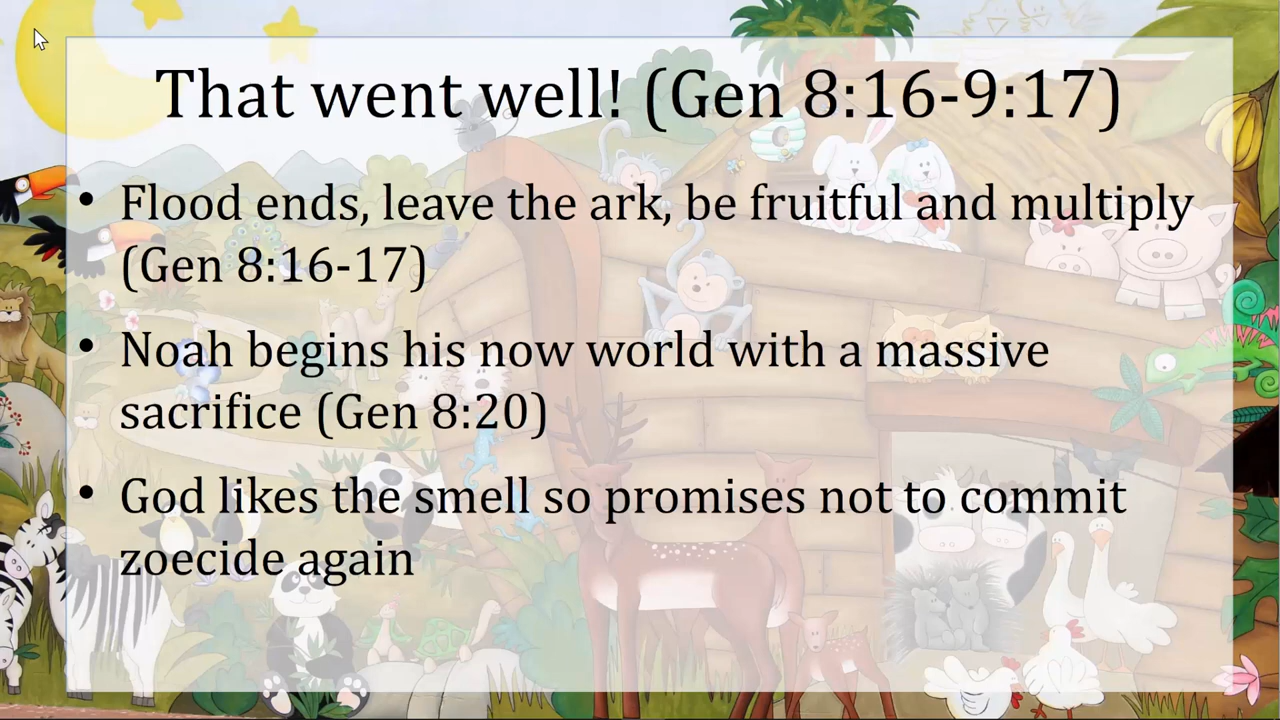 That went well! (Gen 8:16-9:17)
• Flood ends, leave the ark, be fruitful and multiply
(Gen 8:16-17)
• Noah begins his now world with a massive
sacrifice (Gen 8:20)
• God likes the smell so promises not to commit
zoecide again